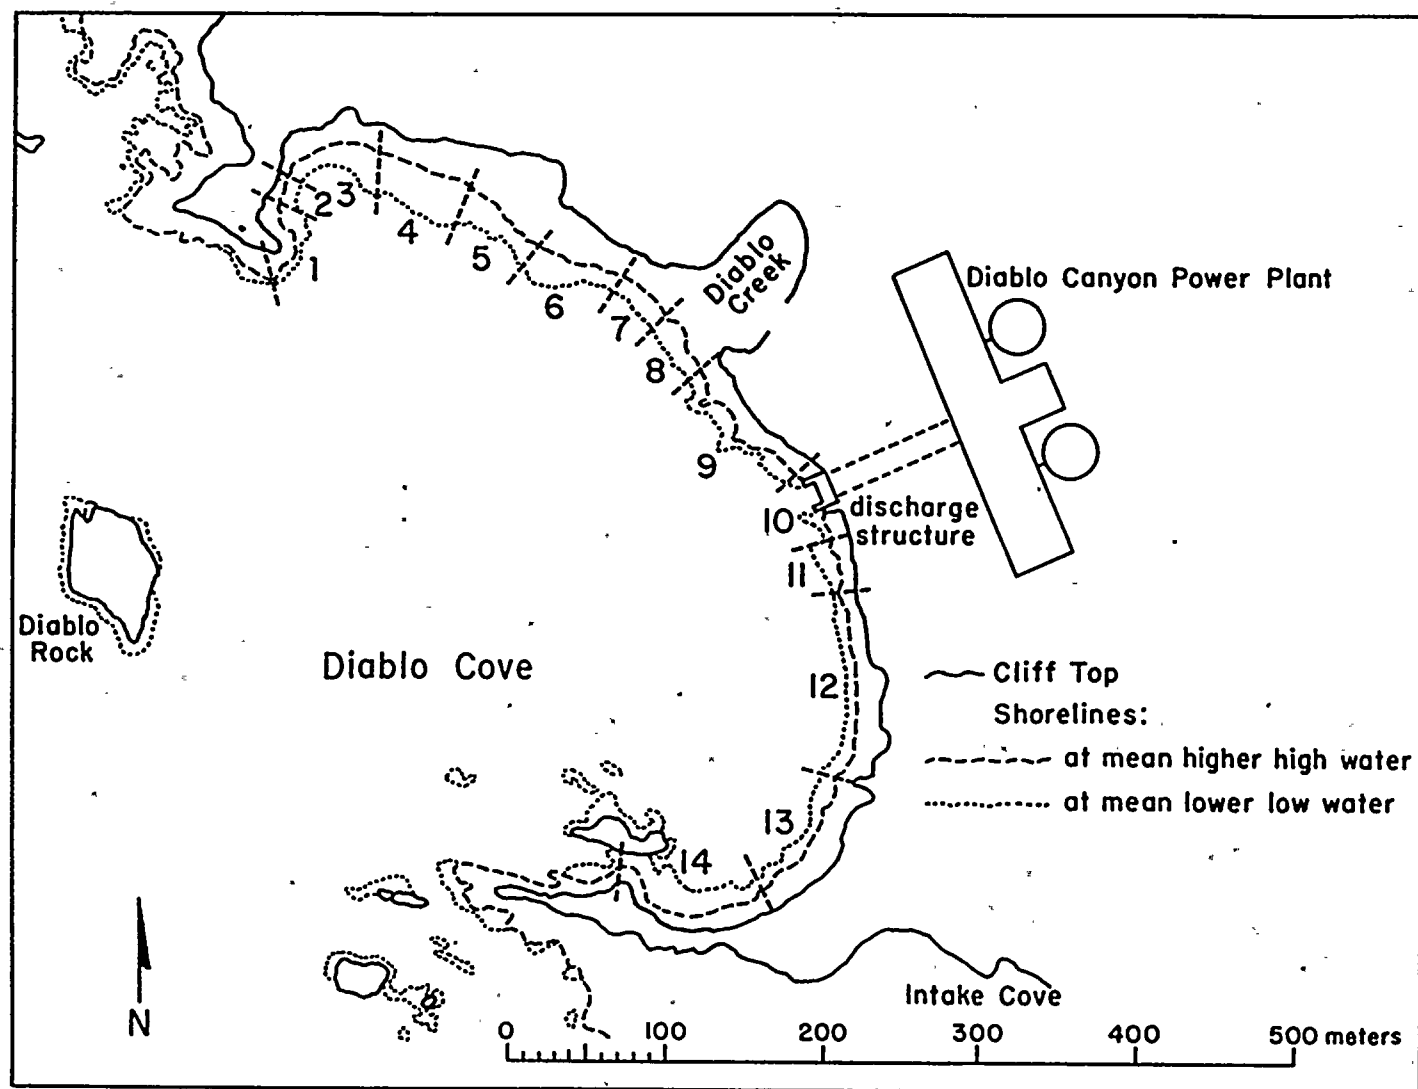 1
2
3
4
5
6
7
8
9
10
11
12
13
14
Diablo
Creek
Diablo Canyon Power Plant
discharge
structure
Diablo
Rock
Diablo Cove
Cliff Top
Shorelines:
at mean higher high water
at mean lower low water
Intake Cove
N
0 100 200 300 400 500 meters